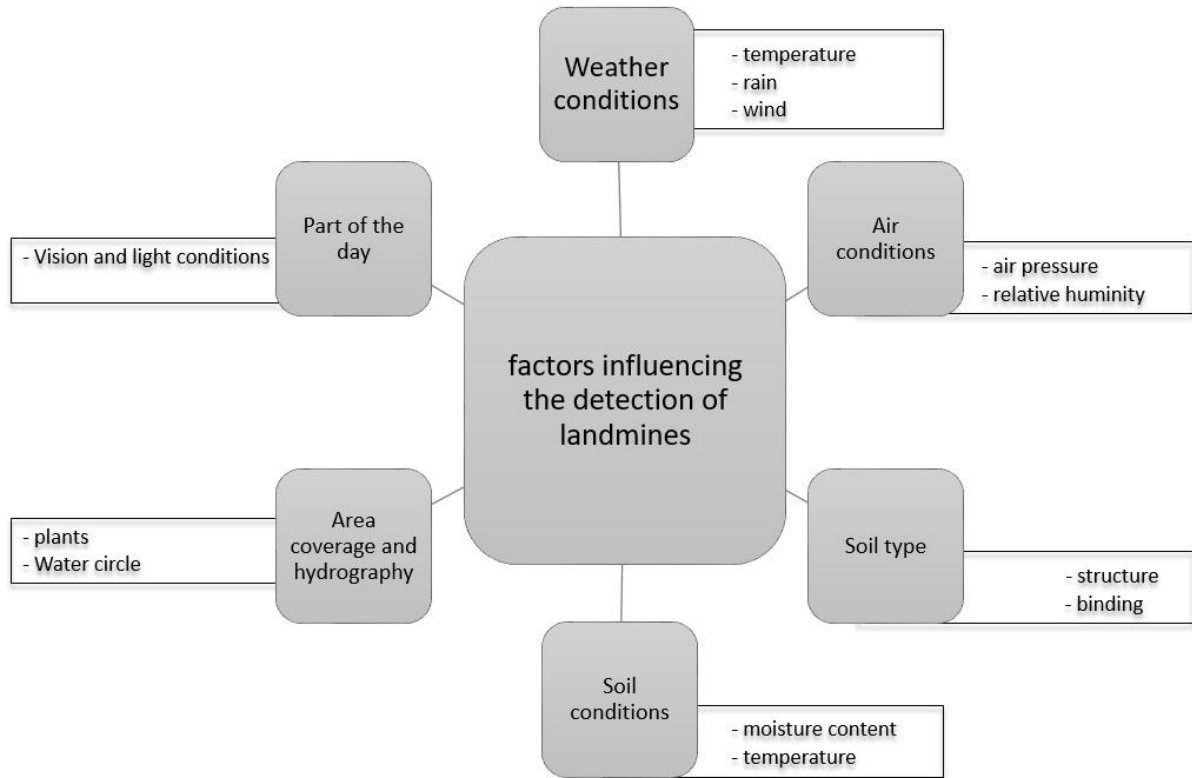 Weather
conditions
- temperature
- rain
- wind
Part of the
day
- Vision and light conditions
Air
conditions
- air pressure
- relative huminity
factors influencing
the detection of
landmines
Area
coverage and
hydrography
- plants
- Water circle
Soil type
- structure
- binding
Soil
conditions
- moisture content
- temperature